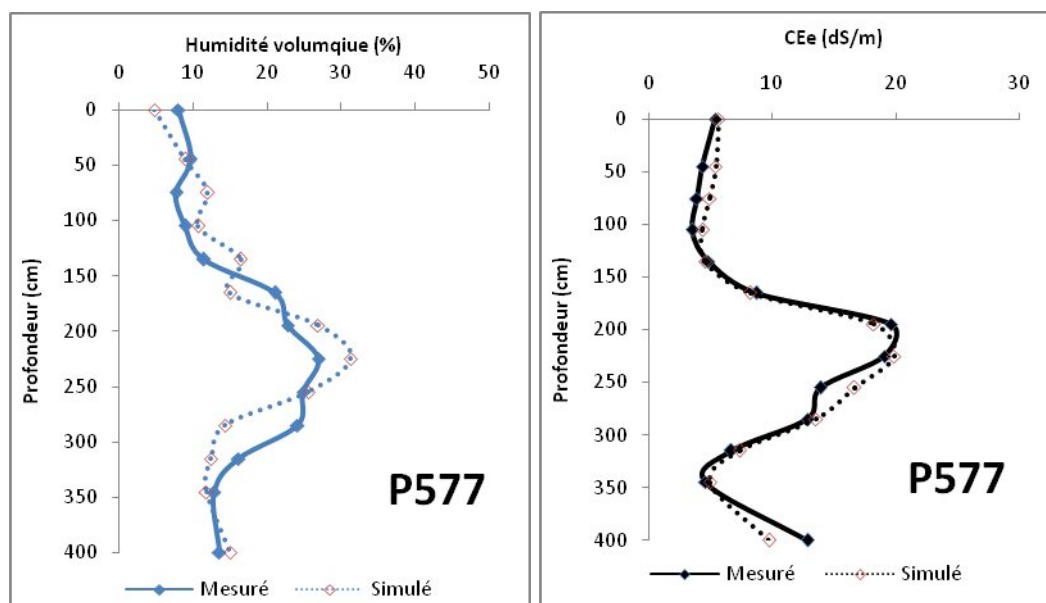 Humidité volumqiue (%)
0 10 20 30 40 50
0
50
100
150
200
250
300
350
400
Profondeur (cm)
P577
Mesuré Simulé
CEe (dS/m)
0 10 20 30
0
50
100
150
200
250
300
350
400
Profondeur (cm)
P577
Mesuré Simulé